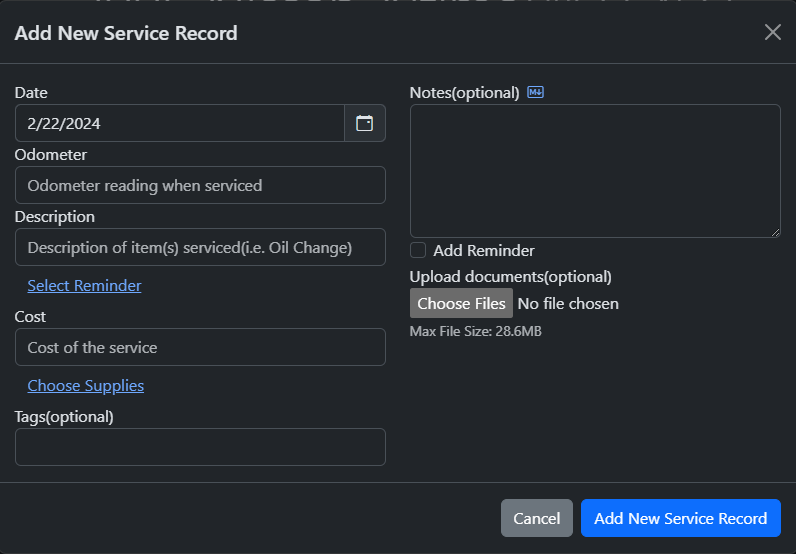 Add New Service Record
Date
2/22/2024
Odometer
Odometer reading when serviced
Description
Description of item(s) serviced(i.e. Oil Change)
Select Reminder
Cost
Cost of the service
Choose Supplies
Tags(optional)
Notes(optional) M↓
Add Reminder
Upload documents(optional)
Choose Files No file chosen
Max File Size: 28.6MB
Cancel Add New Service Record